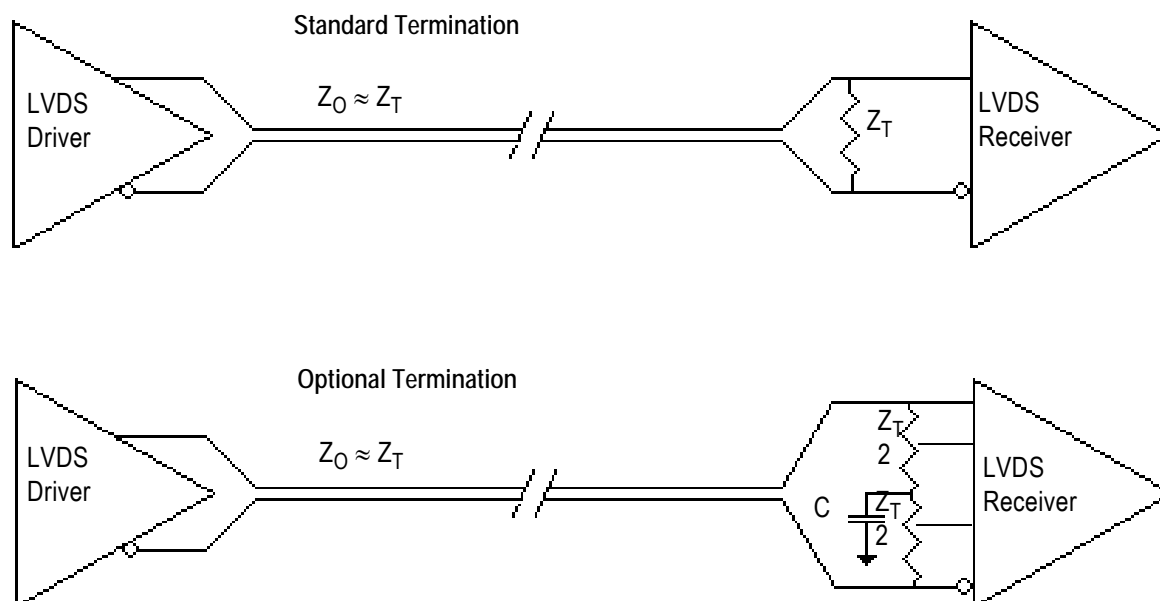 Standard Termination
LVDS
Driver
Z_O ≈ Z_T
Z_T
LVDS
Receiver
Optional Termination
LVDS
Driver
Z_O ≈ Z_T
Z_T
2
C
Z_T
2
LVDS
Receiver